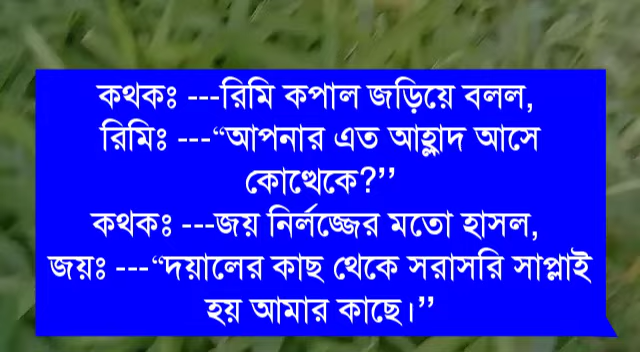 কথকঃ ---রিমি কপাল জড়িয়ে বলল,
রিমিঃ ---“আপনার এত আহ্লাদ আসে
কোত্থেকে?’’
কথকঃ ---জয় নির্লজ্জের মতো হাসল,
জয়ঃ ---“দয়ালের কাছ থেকে সরাসরি সাপ্লাই
হয় আমার কাছে।’’